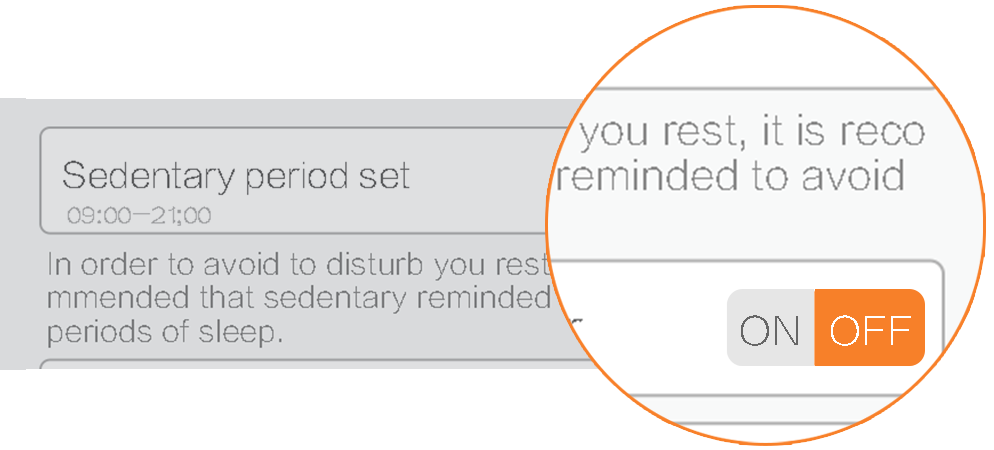 Sedentary period set
09:00—21:00
In order to avoid to disturb you rest
mmended that sedentary reminded
periods of sleep.
you rest, it is reco
reminded to avoid
ON OFF